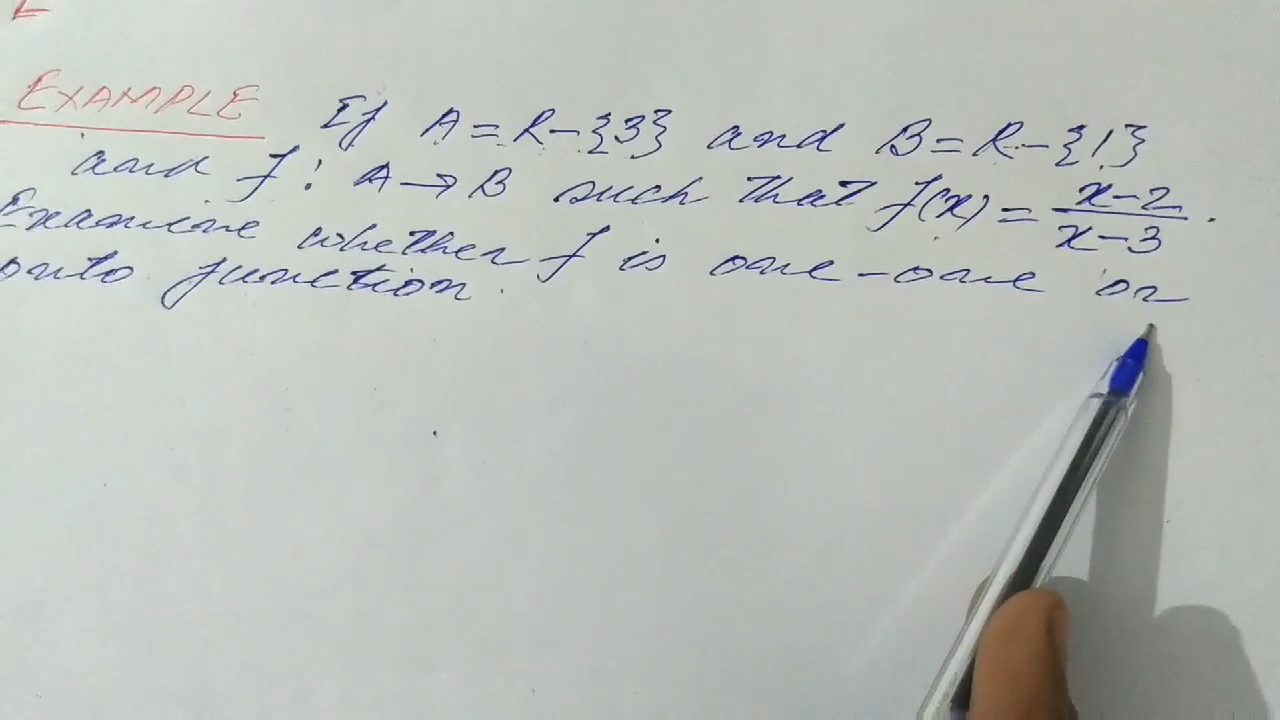 EXAMPLE If A = R-{3} and B = R-{1}
and f: A → B such that f(x) = x-2 / x-3 .
Examine whether f is one-one or
onto function.